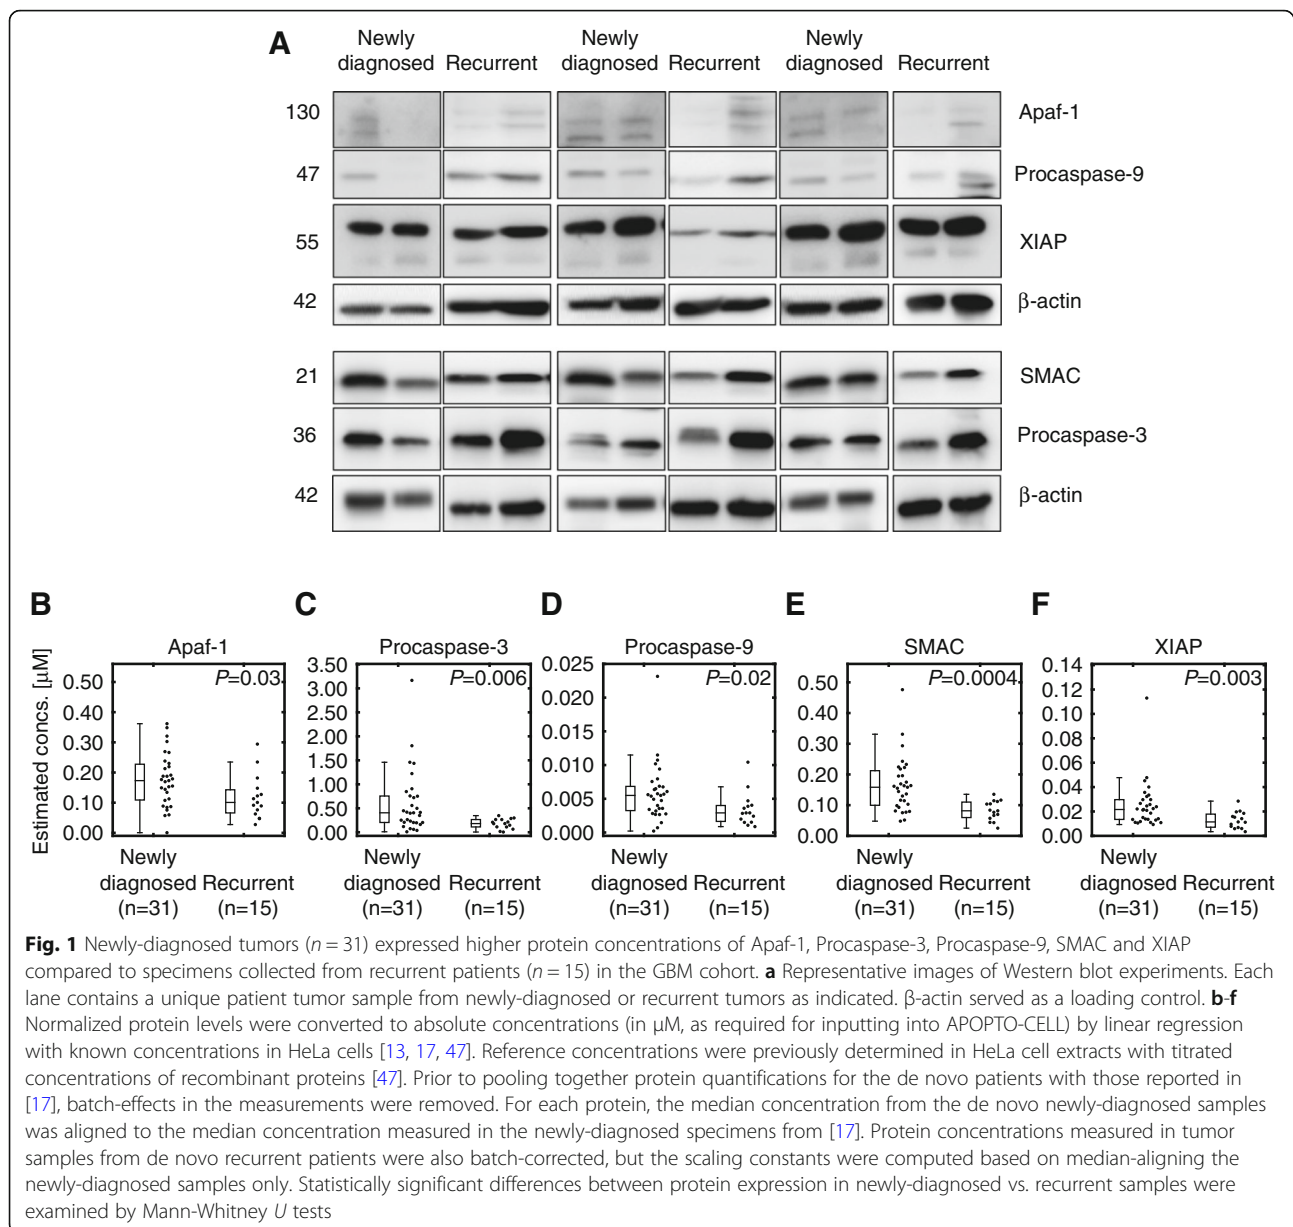 A
Newly diagnosed
Recurrent
Newly diagnosed
Recurrent
Newly diagnosed
Recurrent
130
Apaf-1
47
Procaspase-9
55
XIAP
42
β-actin
21
SMAC
36
Procaspase-3
42
β-actin
B
Apaf-1
Estimated concs. [µM]
P=0.03
0.50
0.40
0.30
0.20
0.10
0.00
Newly
diagnosed Recurrent
(n=31) (n=15)
C
Procaspase-3
P=0.006
3.50
3.00
2.50
2.00
1.50
1.00
0.50
0.00
Newly
diagnosed Recurrent
(n=31) (n=15)
D
Procaspase-9
P=0.02
0.025
0.020
0.015
0.010
0.005
0.000
Newly
diagnosed Recurrent
(n=31) (n=15)
E
SMAC
P=0.0004
0.50
0.40
0.30
0.20
0.10
0.00
Newly
diagnosed Recurrent
(n=31) (n=15)
F
XIAP
P=0.003
0.14
0.12
0.10
0.08
0.06
0.04
0.02
0.00
Newly
diagnosed Recurrent
(n=31) (n=15)
Fig. 1 Newly-diagnosed tumors (n = 31) expressed higher protein concentrations of Apaf-1, Procaspase-3, Procaspase-9, SMAC and XIAP
compared to specimens collected from recurrent patients (n = 15) in the GBM cohort. a Representative images of Western blot experiments. Each
lane contains a unique patient tumor sample from newly-diagnosed or recurrent tumors as indicated. β-actin served as a loading control. b-f
Normalized protein levels were converted to absolute concentrations (in µM, as required for inputting into APOPTO-CELL) by linear regression
with known concentrations in HeLa cells [13, 17, 47]. Reference concentrations were previously determined in HeLa cell extracts with titrated
concentrations of recombinant proteins [47]. Prior to pooling together protein quantifications for the de novo patients with those reported in
[17], batch-effects in the measurements were removed. For each protein, the median concentration from the de novo newly-diagnosed samples
was aligned to the median concentration measured in the newly-diagnosed specimens from [17]. Protein concentrations measured in tumor
samples from de novo recurrent patients were also batch-corrected, but the scaling constants were computed based on median-aligning the
newly-diagnosed samples only. Statistically significant differences between protein expression in newly-diagnosed vs. recurrent samples were
examined by Mann-Whitney U tests